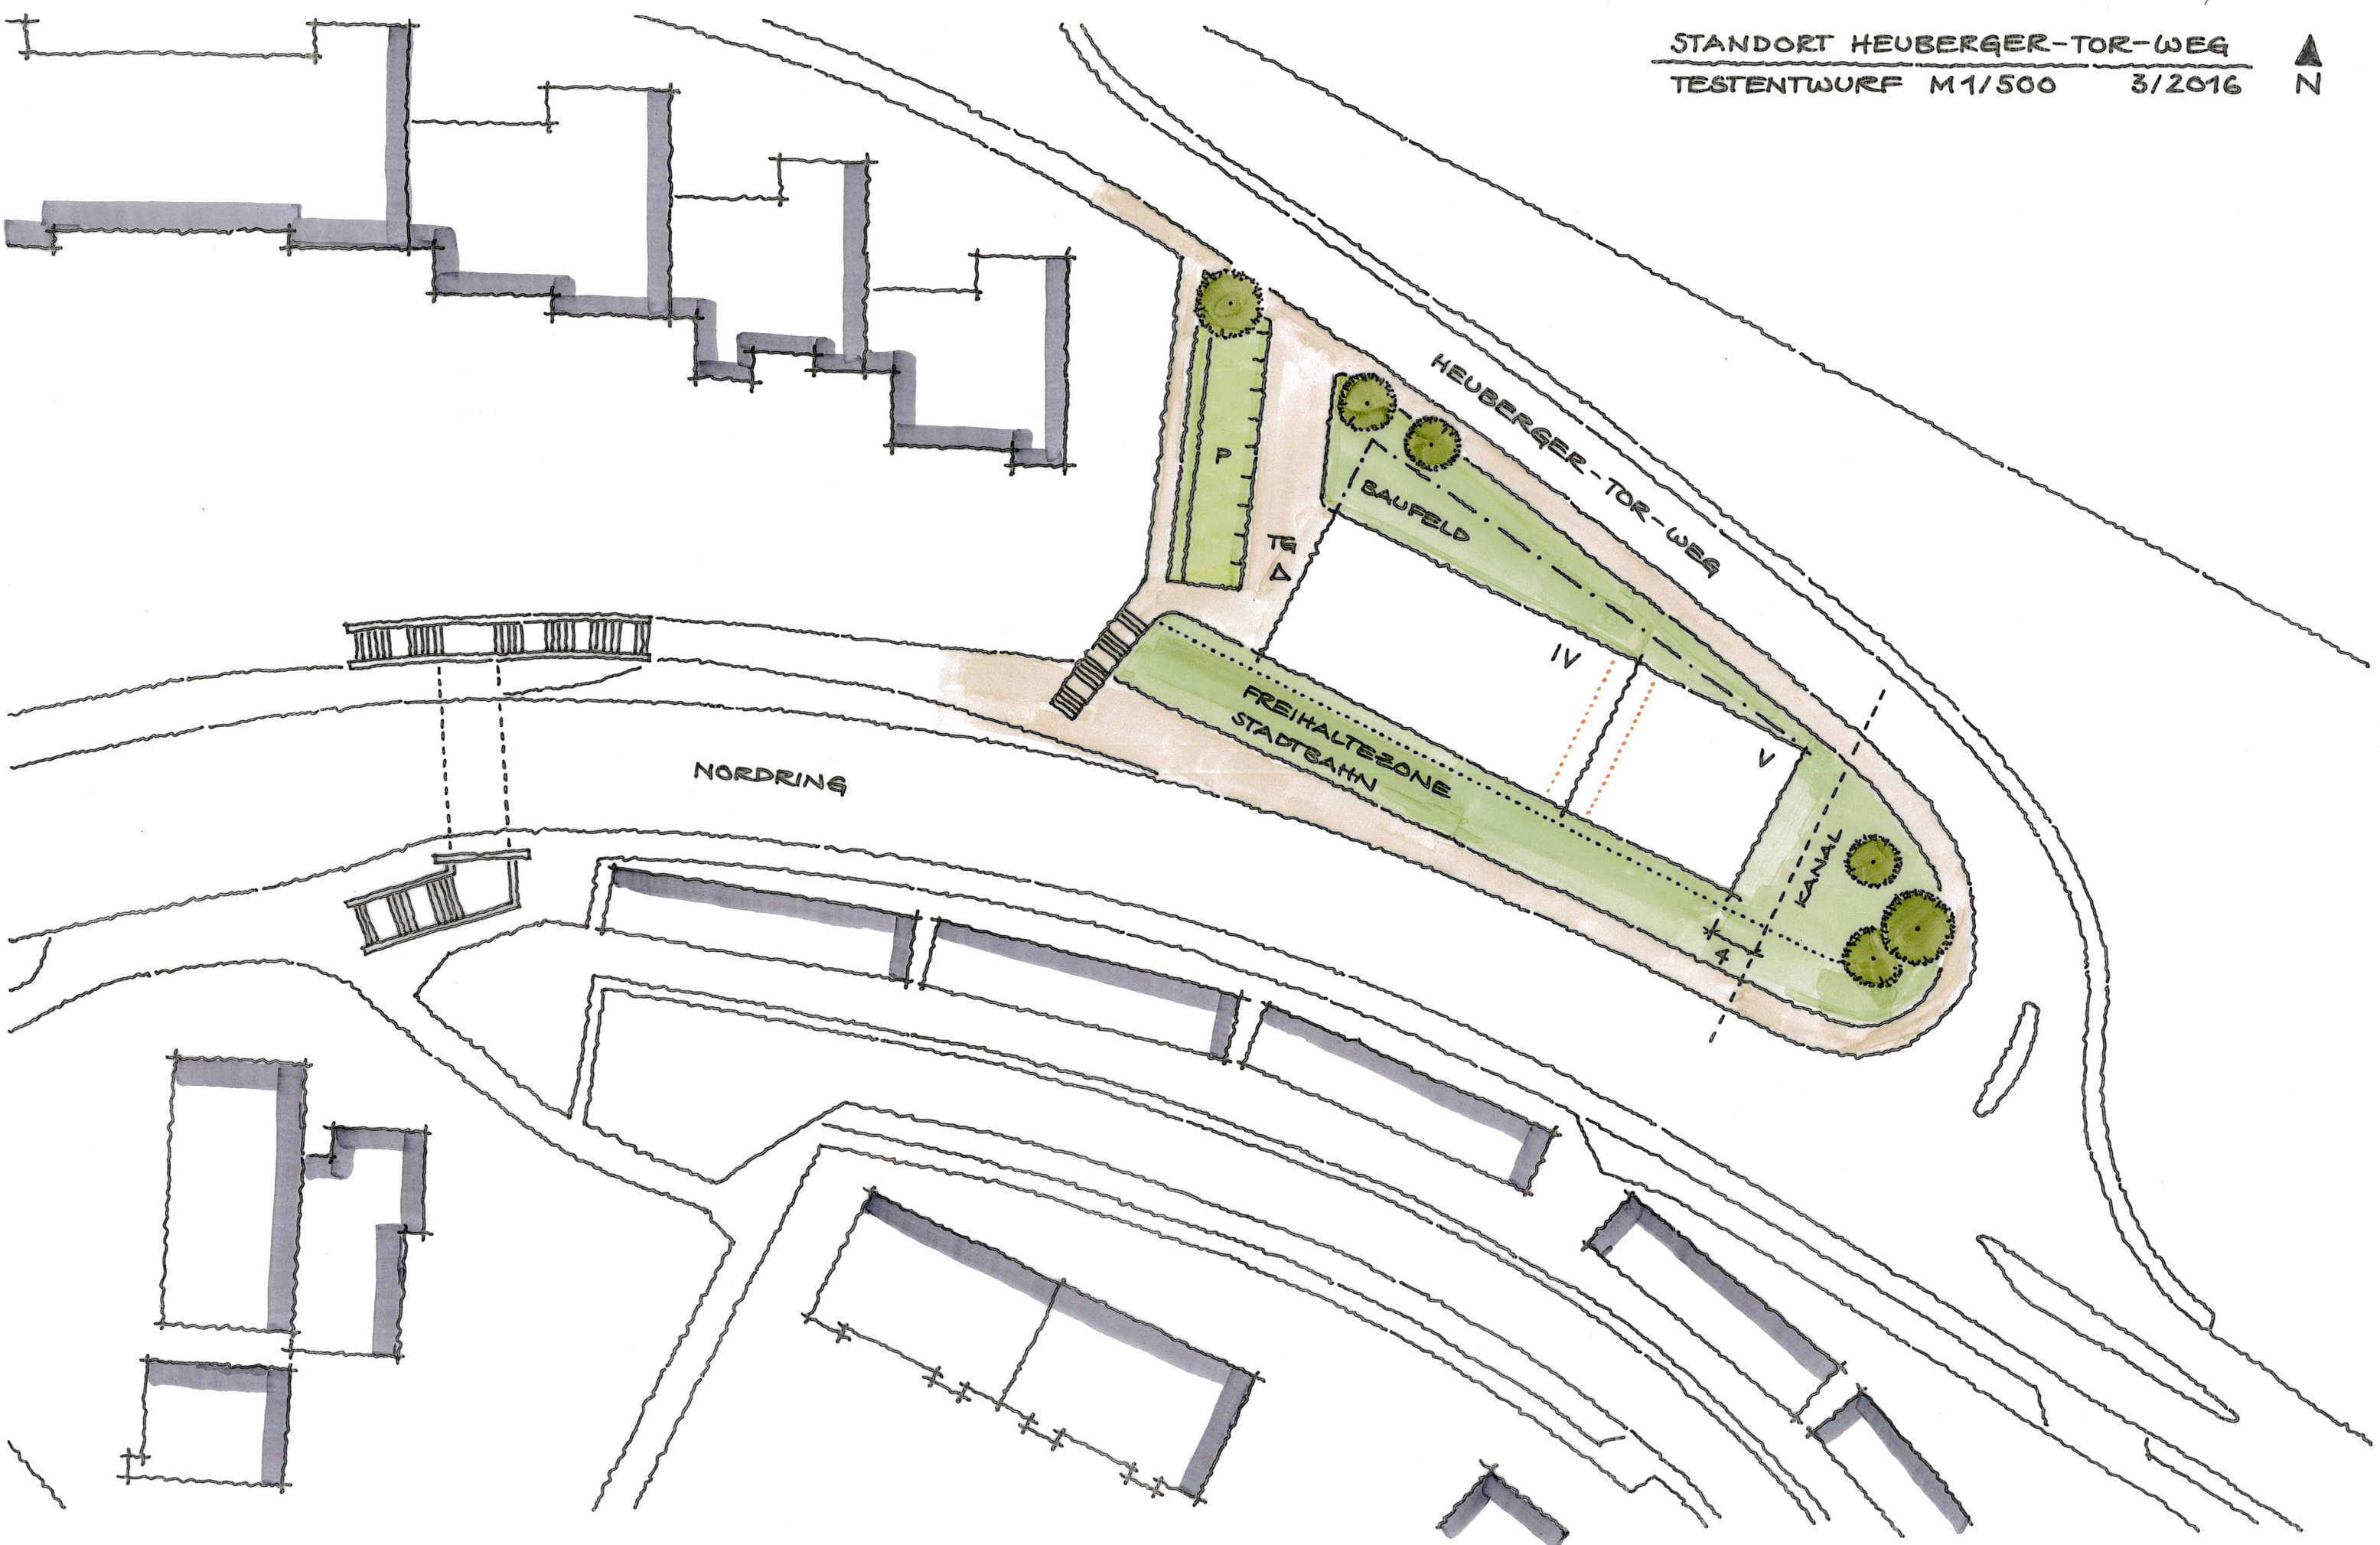 STANDORT HEUBERGER-TOR-WEG
TESTENTWURF M 1/500 3/2016
N
HEUBERGER-TOR-WEG
P
BAUFELD
TG
IV
V
FREIHALTEZONE
STADTBAHN
NORDRING
KANAL
4